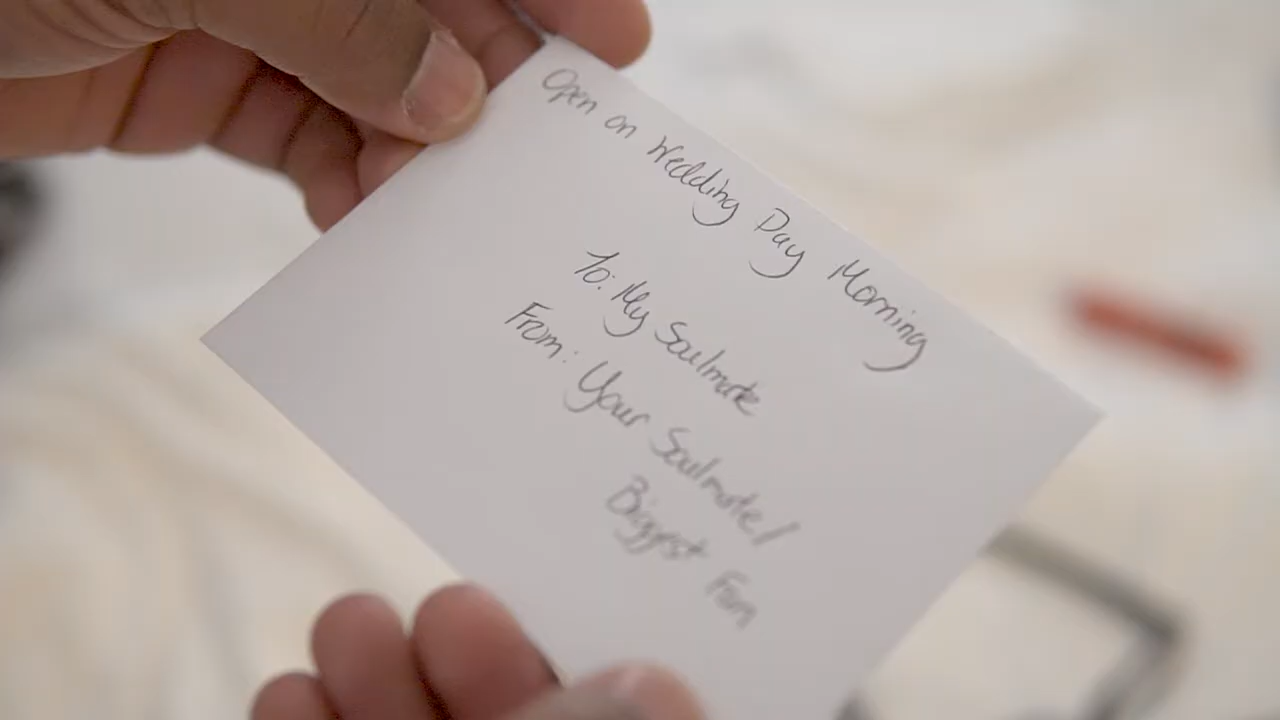 Open on Wedding Day Morning
To: My Soulmate
From: Your Soulmate/
Biggest Fan